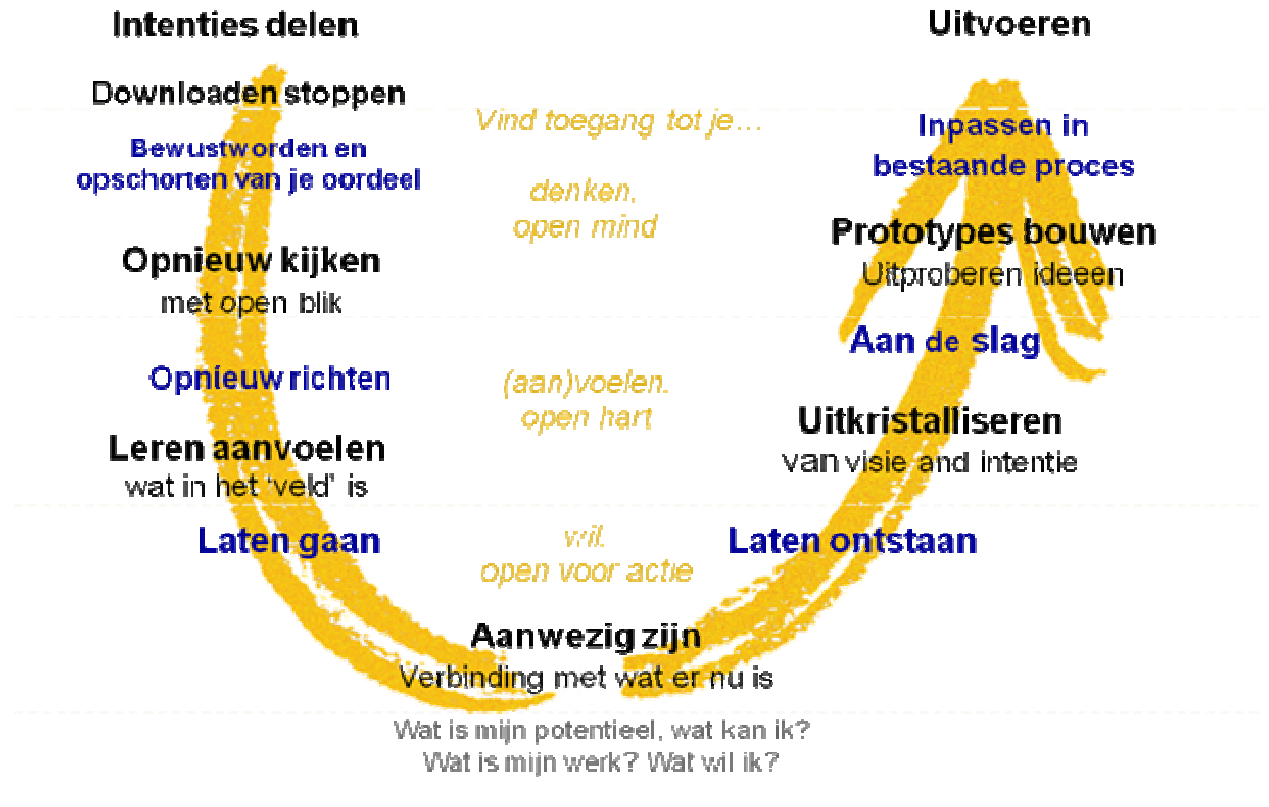 Intenties delen
Downloaden stoppen
Bewustworden en
opschorten van je oordeel
Opnieuw kijken
met open blik
Opnieuw richten
Leren aanvoelen
wat in het ‘veld’ is
Laten gaan
Vind toegang tot je…
denken,
open mind
(aan)voelen.
open hart
wil.
open voor actie
Aanwezig zijn
Verbinding met wat er nu is
Wat is mijn potentieel, wat kan ik?
Wat is mijn werk? Wat wil ik?
Uitvoeren
Inpassen in
bestaande proces
Prototypes bouwen
Uitproberen ideeen
Aan de slag
Uitkristalliseren
van visie and intentie
Laten ontstaan